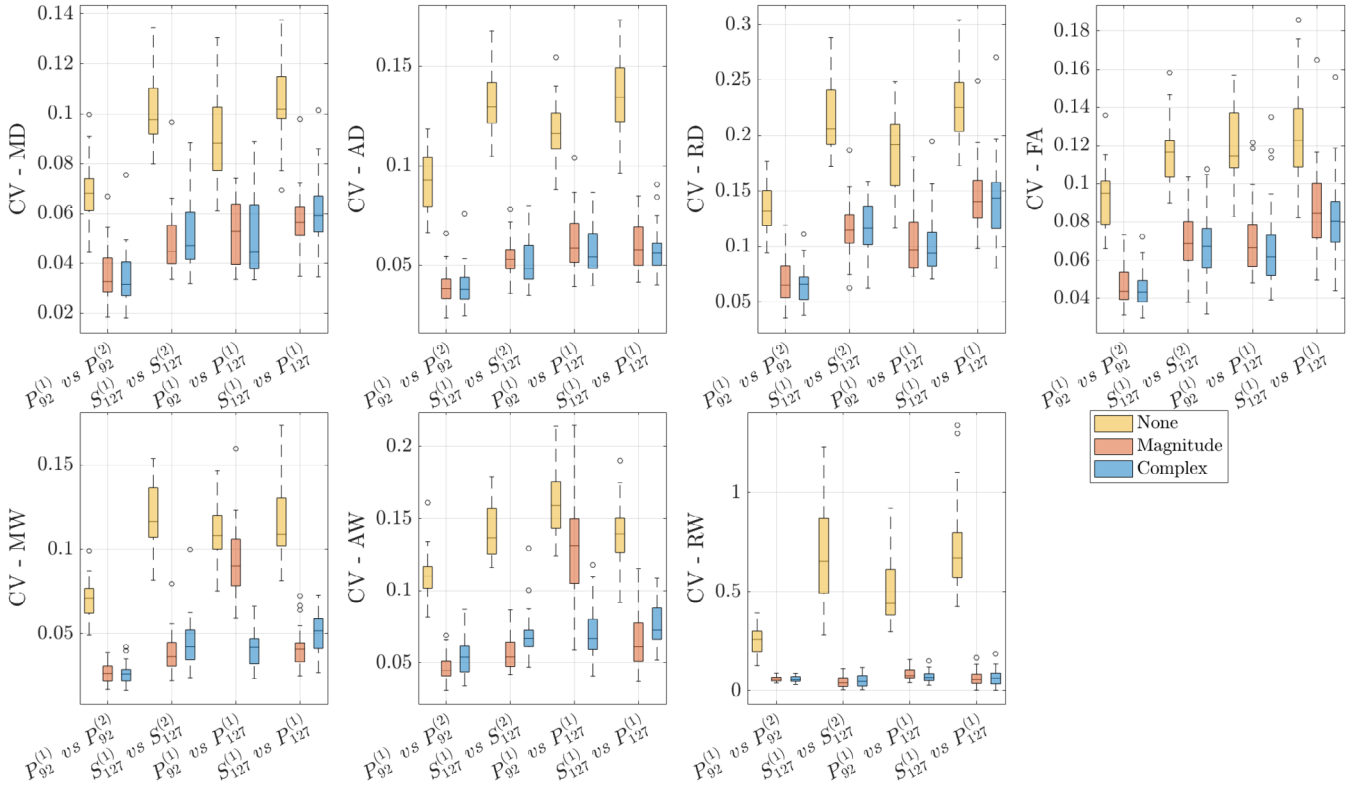 CV - MD
0.14
0.12
0.1
0.08
0.06
0.04
0.02
P₉₂⁽¹⁾ vs P₉₂⁽²⁾
S₁₂₇⁽¹⁾ vs S₁₂₇⁽²⁾
P₉₂⁽¹⁾ vs P₁₂₇⁽¹⁾
S₁₂₇⁽¹⁾ vs P₁₂₇⁽¹⁾
CV - AD
0.15
0.1
0.05
P₉₂⁽¹⁾ vs P₉₂⁽²⁾
S₁₂₇⁽¹⁾ vs S₁₂₇⁽²⁾
P₉₂⁽¹⁾ vs P₁₂₇⁽¹⁾
S₁₂₇⁽¹⁾ vs P₁₂₇⁽¹⁾
CV - RD
0.3
0.25
0.2
0.15
0.1
0.05
P₉₂⁽¹⁾ vs P₉₂⁽²⁾
S₁₂₇⁽¹⁾ vs S₁₂₇⁽²⁾
P₉₂⁽¹⁾ vs P₁₂₇⁽¹⁾
S₁₂₇⁽¹⁾ vs P₁₂₇⁽¹⁾
CV - FA
0.18
0.16
0.14
0.12
0.1
0.08
0.06
0.04
P₉₂⁽¹⁾ vs P₉₂⁽²⁾
S₁₂₇⁽¹⁾ vs S₁₂₇⁽²⁾
P₉₂⁽¹⁾ vs P₁₂₇⁽¹⁾
S₁₂₇⁽¹⁾ vs P₁₂₇⁽¹⁾
CV - MW
0.15
0.1
0.05
P₉₂⁽¹⁾ vs P₉₂⁽²⁾
S₁₂₇⁽¹⁾ vs S₁₂₇⁽²⁾
P₉₂⁽¹⁾ vs P₁₂₇⁽¹⁾
S₁₂₇⁽¹⁾ vs P₁₂₇⁽¹⁾
CV - AW
0.2
0.15
0.1
0.05
P₉₂⁽¹⁾ vs P₉₂⁽²⁾
S₁₂₇⁽¹⁾ vs S₁₂₇⁽²⁾
P₉₂⁽¹⁾ vs P₁₂₇⁽¹⁾
S₁₂₇⁽¹⁾ vs P₁₂₇⁽¹⁾
CV - RW
1
0.5
0
P₉₂⁽¹⁾ vs P₉₂⁽²⁾
S₁₂₇⁽¹⁾ vs S₁₂₇⁽²⁾
P₉₂⁽¹⁾ vs P₁₂₇⁽¹⁾
S₁₂₇⁽¹⁾ vs P₁₂₇⁽¹⁾
None
Magnitude
Complex